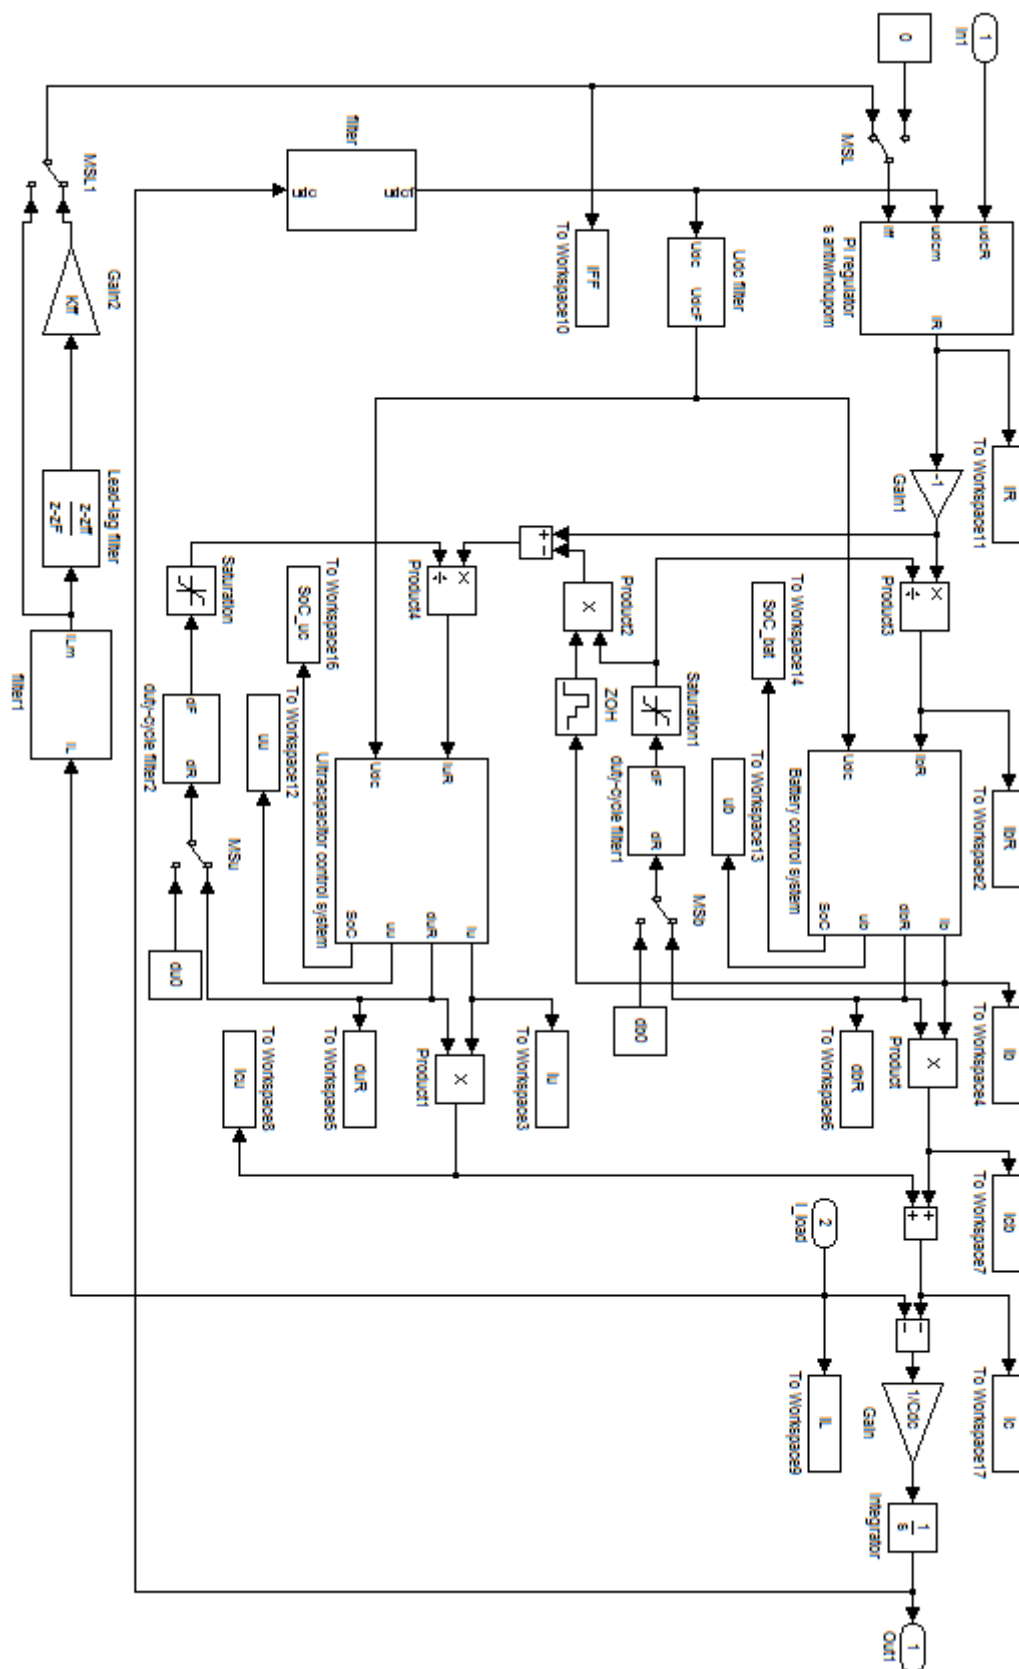 1
In1
0
MSL
udcR
udcm
Iff
IR
PI regulator
s antiwindupom
IR
To Workspace11
-1
Gain1
×
÷
Product3
IbR
To Workspace2
IbR
Udc
Ib
dbR
ub
SoC
Battery control system
Ib
To Workspace4
×
Product
Icb
To Workspace7
+
+
Ic
To Workspace17
1/Cdc
Gain
1
s
Integrator
1
Out1
Udc
UdcF
Udc filter
SoC_bat
To Workspace14
ub
To Workspace13
dbR
To Workspace6
2
I_load
IL
To Workspace9
×
Product2
Saturation1
ZOH
dF
dR
duty-cycle filter1
MSb
db0
IFF
To Workspace10
+
−
Iu
To Workspace3
×
÷
Product4
IuR
Udc
Iu
duR
uu
SoC
Ultracapacitor control system
×
Product1
duR
To Workspace5
filter
SoC_uc
To Workspace16
uu
To Workspace12
Icu
To Workspace8
Saturation
dF
dR
duty-cycle filter2
MSu
du0
MSL1
Kff
Gain2
z-zff
z-zF
Lead-lag filter
ILm
IL
filter1